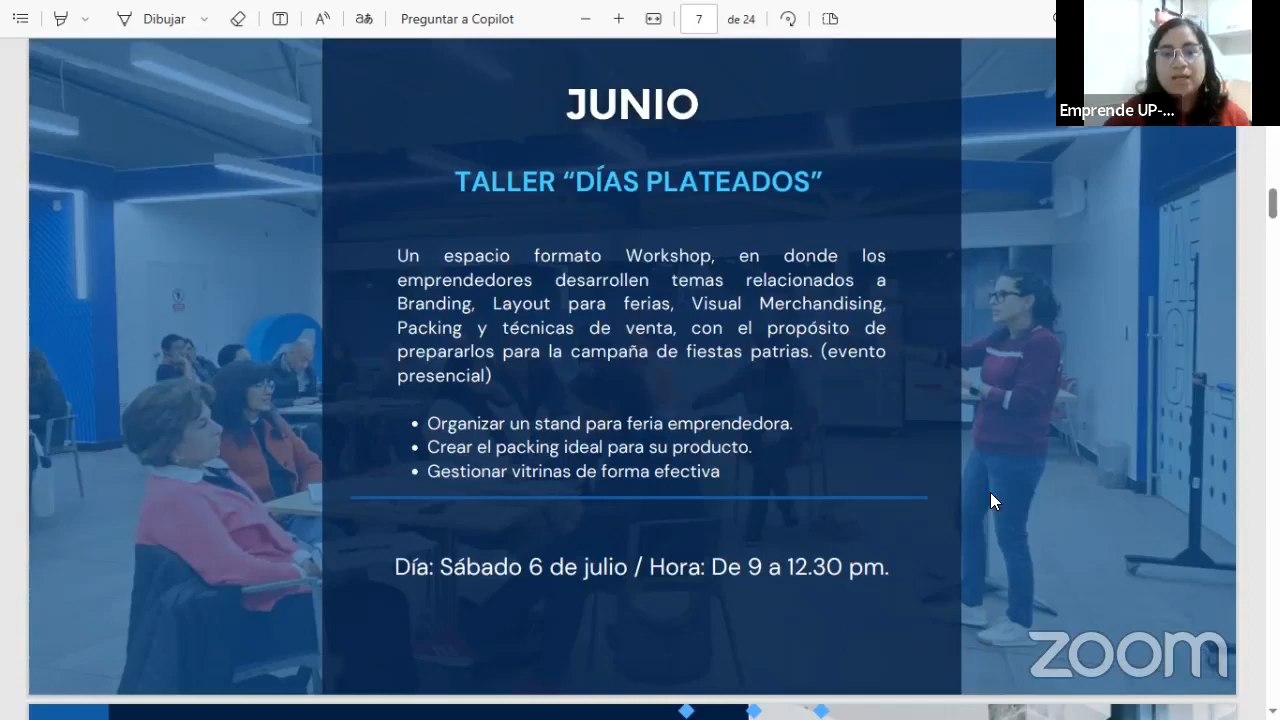 Dibujar
Preguntar a Copilot
7
de 24
Emprende UP-...
JUNIO
TALLER “DÍAS PLATEADOS”
Un espacio formato Workshop, en donde los
emprendedores desarrollen temas relacionados a
Branding, Layout para ferias, Visual Merchandising,
Packing y técnicas de venta, con el propósito de
prepararlos para la campaña de fiestas patrias. (evento
presencial)
• Organizar un stand para feria emprendedora.
• Crear el packing ideal para su producto.
• Gestionar vitrinas de forma efectiva
Día: Sábado 6 de julio / Hora: De 9 a 12.30 pm.
zoom